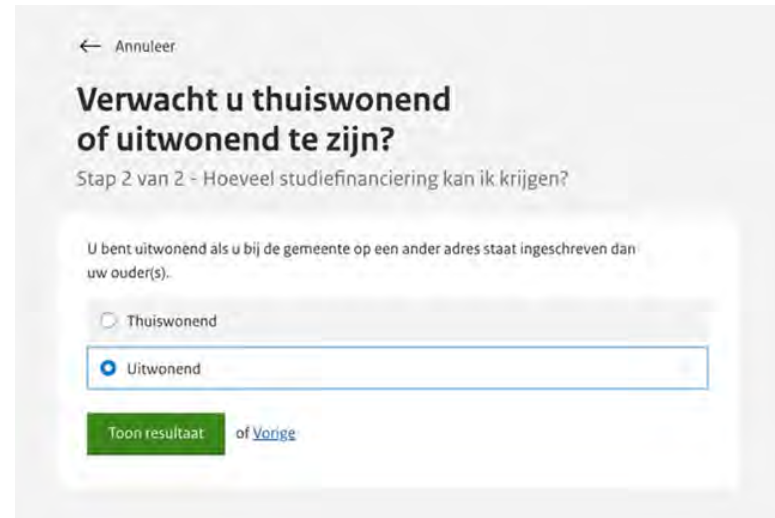 ← Annuleer
Verwacht u thuiswonend
of uitwonend te zijn?
Stap 2 van 2 - Hoeveel studiefinanciering kan ik krijgen?
U bent uitwonend als u bij de gemeente op een ander adres staat ingeschreven dan
uw ouder(s).
Thuiswonend
Uitwonend
Toon resultaat of Vorige